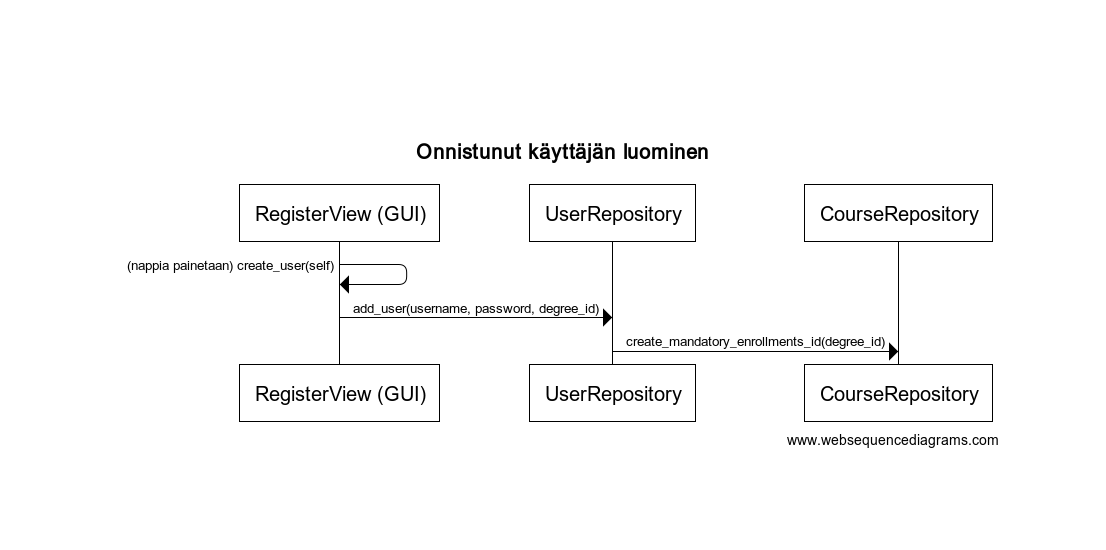 Onnistunut käyttäjän luominen
RegisterView (GUI)
UserRepository
CourseRepository
(nappia painetaan) create_user(self)
add_user(username, password, degree_id)
create_mandatory_enrollments_id(degree_id)
RegisterView (GUI)
UserRepository
CourseRepository
www.websequencediagrams.com